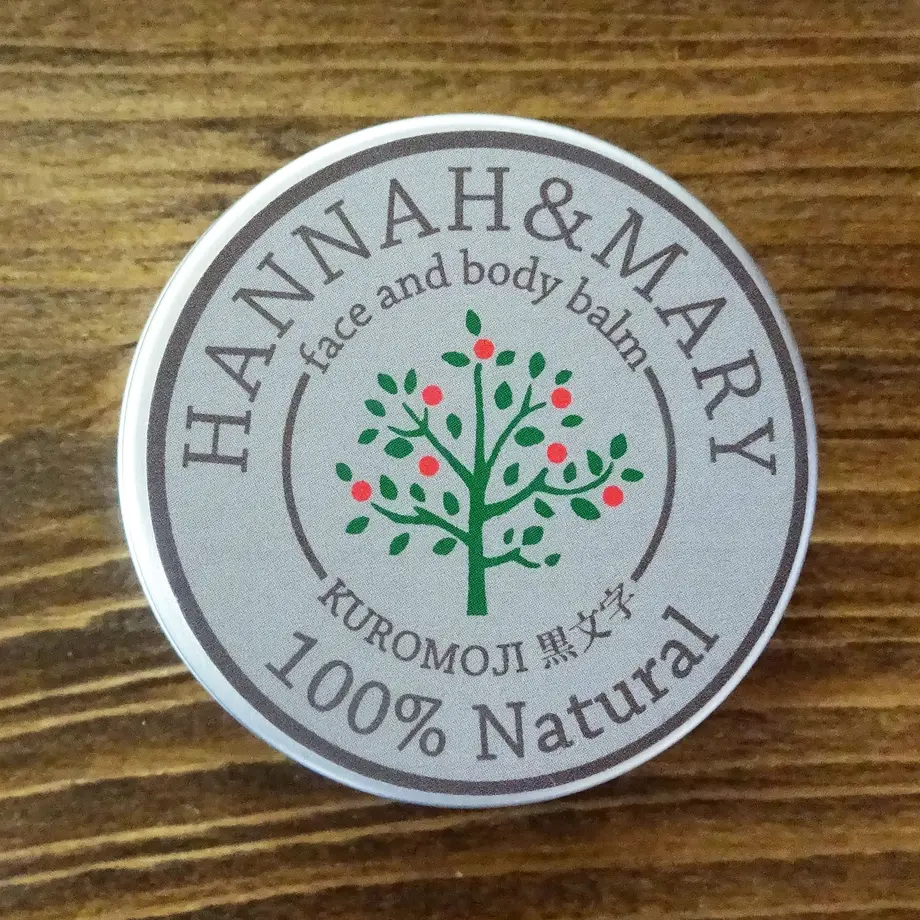 HANNAH&MARY
face and body balm
KUROMOJI 黒文字
100% Natural